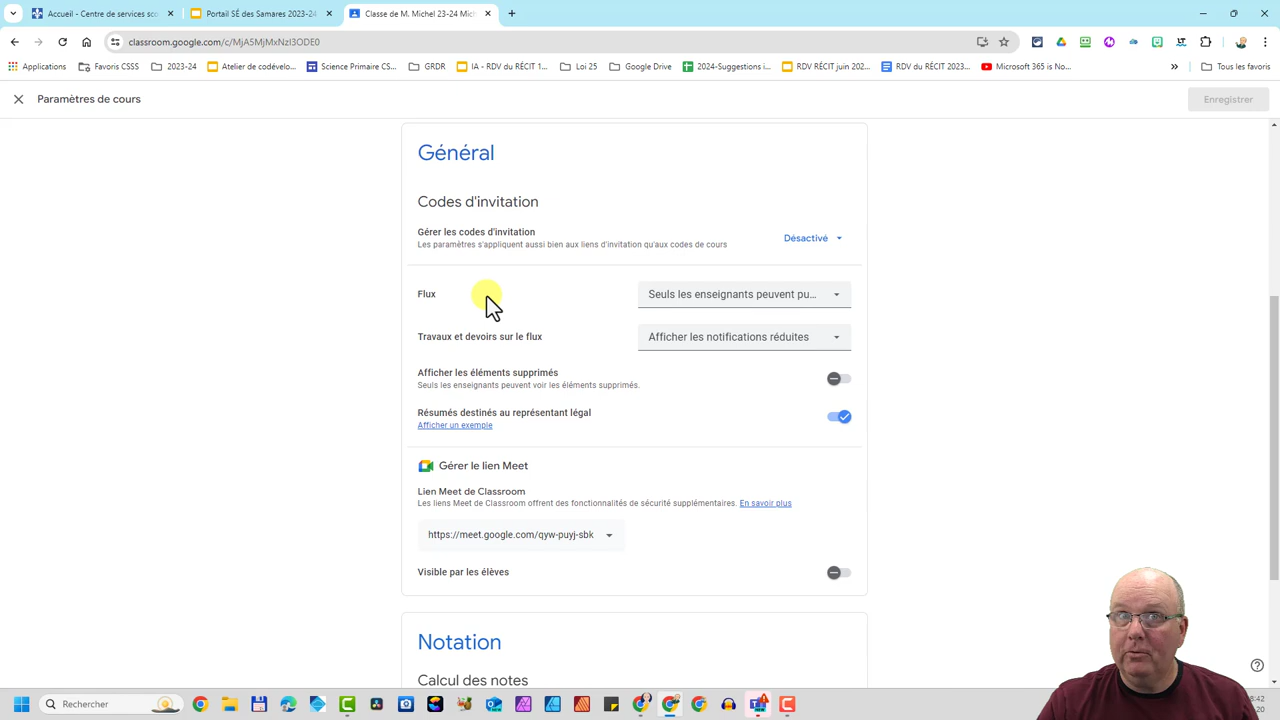 Accueil - Centre de services sco
Portail SÉ des Samares 2023-24
Classe de M. Michel 23-24 Mich
classroom.google.com/c/MjA5MjMxNzI3ODE0
Applications
Favoris CSSS
2023-24
Atelier de codévelo...
Science Primaire CS...
GRDR
IA - RDV du RÉCIT 1...
Loi 25
Google Drive
2024-Suggestions i...
RDV RÉCIT juin 202...
RDV du RÉCIT 2023...
Microsoft 365 is No...
Tous les favoris
Paramètres de cours
Enregistrer
Général
Codes d'invitation
Gérer les codes d'invitation
Les paramètres s'appliquent aussi bien aux liens d'invitation qu'aux codes de cours
Désactivé
Flux
Seuls les enseignants peuvent pu...
Travaux et devoirs sur le flux
Afficher les notifications réduites
Afficher les éléments supprimés
Seuls les enseignants peuvent voir les éléments supprimés.
Résumés destinés au représentant légal
Afficher un exemple
Gérer le lien Meet
Lien Meet de Classroom
Les liens Meet de Classroom offrent des fonctionnalités de sécurité supplémentaires. En savoir plus
https://meet.google.com/qyw-puyj-sbk
Visible par les élèves
Notation
Calcul des notes
Rechercher